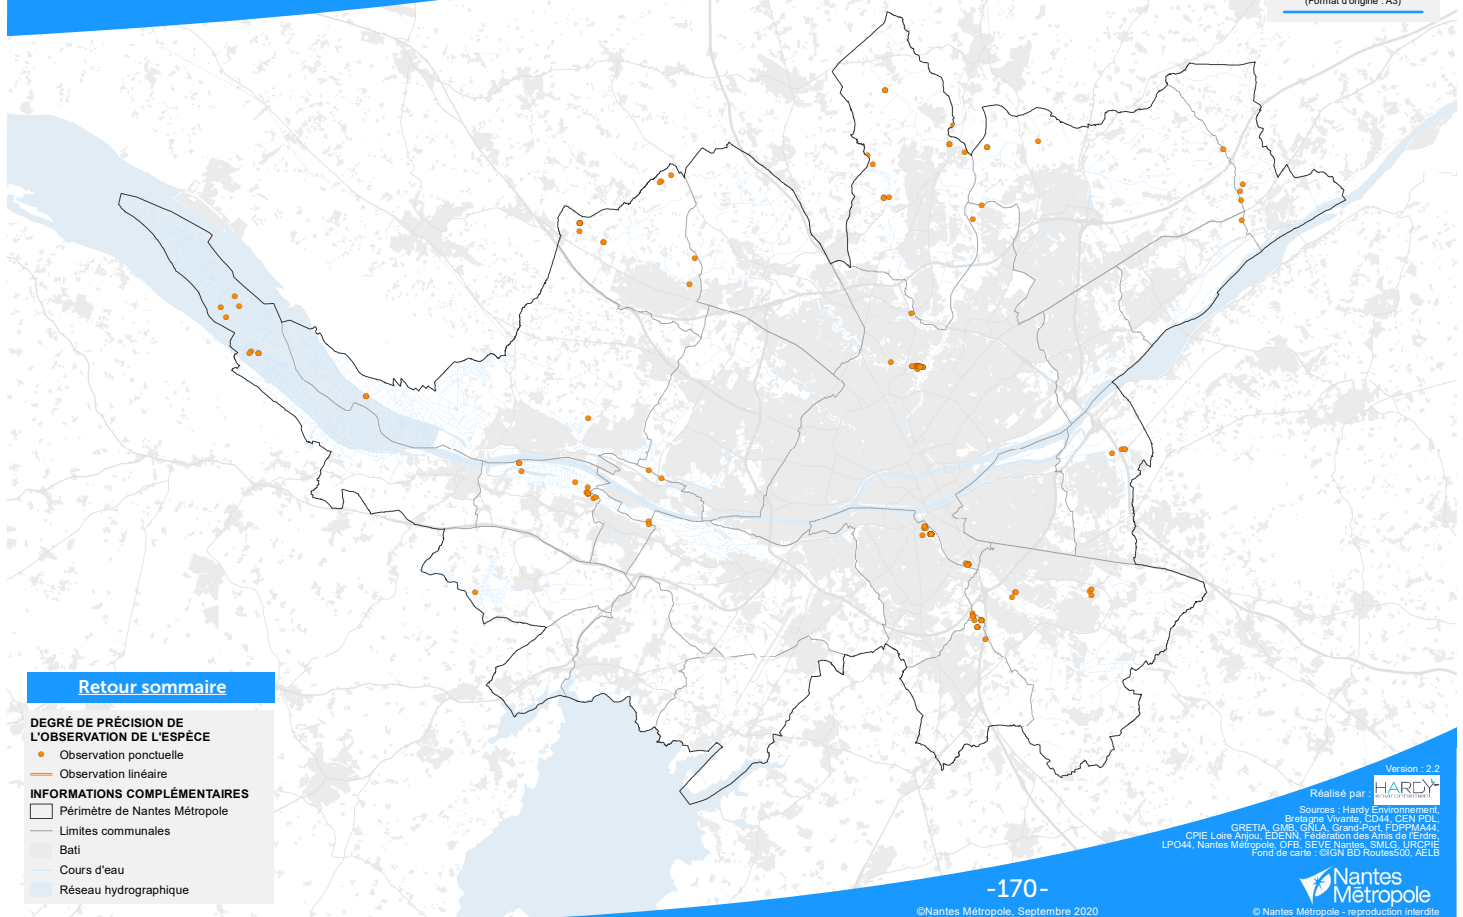 (Format d'origine : A3)
Retour sommaire
DEGRÉ DE PRÉCISION DE
L'OBSERVATION DE L'ESPÈCE
Observation ponctuelle
Observation linéaire
INFORMATIONS COMPLÉMENTAIRES
Périmètre de Nantes Métropole
Limites communales
Bati
Cours d'eau
Réseau hydrographique
Version : 2.2
Réalisé par :
HARDY
environnement
Sources : Hardy Environnement,
Bretagne Vivante, CD44, CEN PDL,
GRETIA, GMB, GNLA, Grand-Port, FDPPMA44,
CPIE Loire Anjou, EDENN, Fédération des Amis de l'Erdre,
LPO44, Nantes Métropole, OFB, SEVE Nantes, SMLG, URCPIE
Fond de carte : ©IGN BD Routes500, AELB
-170-
©Nantes Métropole, Septembre 2020
Nantes
Métropole
© Nantes Métropole - reproduction interdite